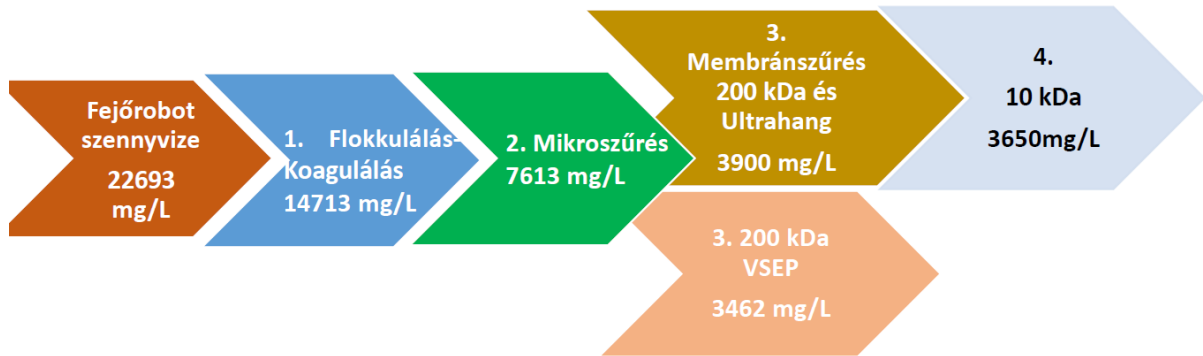 Fejőrobot
szennyvize
22693
mg/L
1. Flokkulálás-
Koagulálás
14713 mg/L
2. Mikroszűrés
7613 mg/L
3.
Membránszűrés
200 kDa és
Ultrahang
3900 mg/L
4.
10 kDa
3650mg/L
3. 200 kDa
VSEP
3462 mg/L